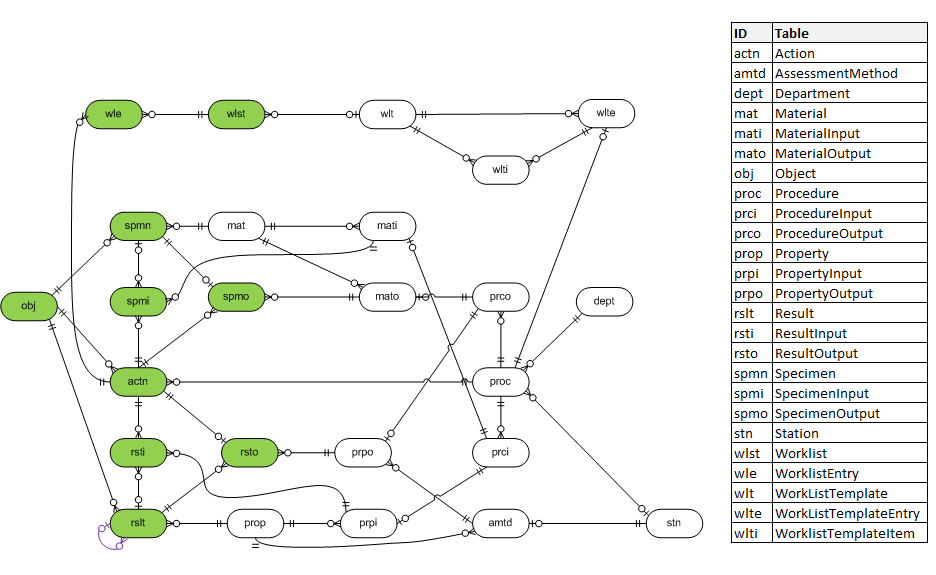 wle
wlst
wlt
wlte
wlti
spmn
mat
mati
obj
spmi
spmo
mato
prco
dept
actn
proc
rsti
rsto
prpo
prci
rslt
prop
prpi
amtd
stn
ID Table
actn Action
amtd AssessmentMethod
dept Department
mat Material
mati MaterialInput
mato MaterialOutput
obj Object
proc Procedure
prci ProcedureInput
prco ProcedureOutput
prop Property
prpi PropertyInput
prpo PropertyOutput
rslt Result
rsti ResultInput
rsto ResultOutput
spmn Specimen
spmi SpecimenInput
spmo SpecimenOutput
stn Station
wlst Worklist
wle WorklistEntry
wlt WorkListTemplate
wlte WorkListTemplateEntry
wlti WorklistTemplateItem